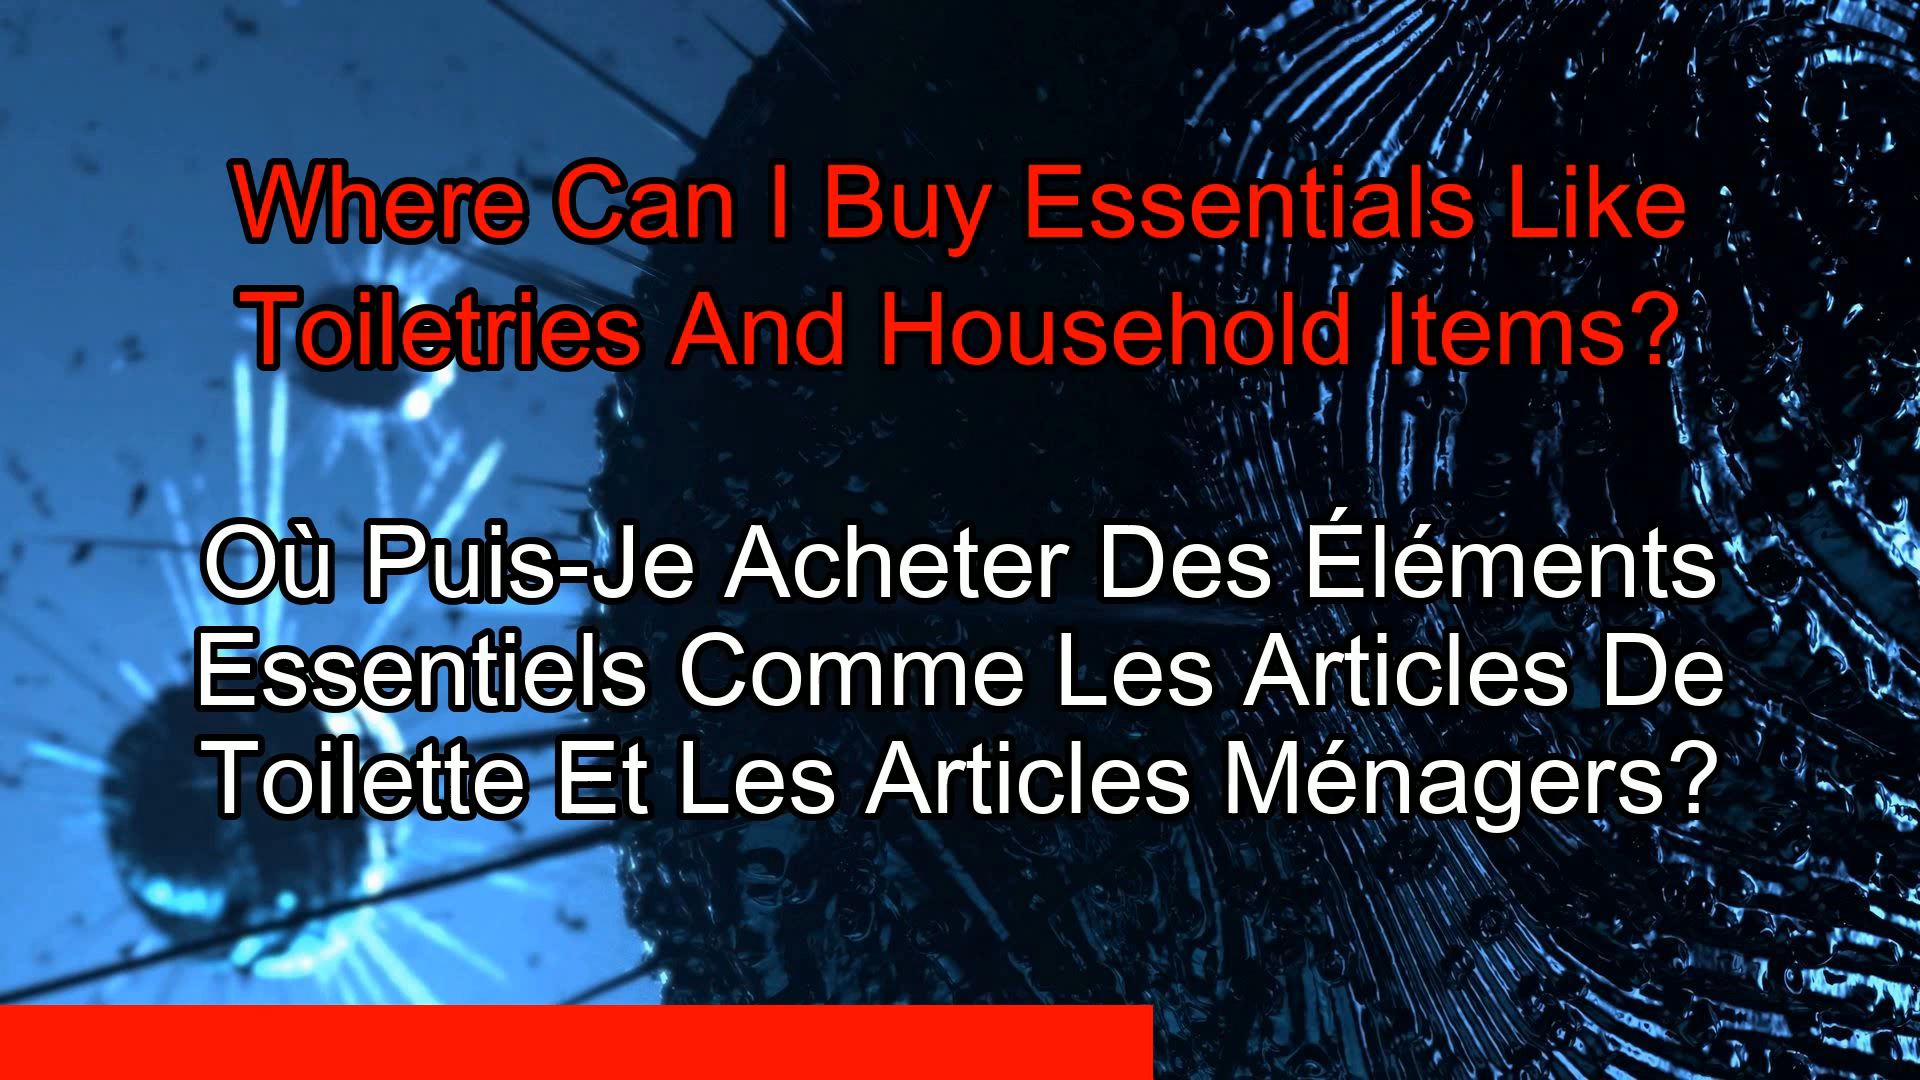 Where Can I Buy Essentials Like
Toiletries And Household Items?
Où Puis-Je Acheter Des Éléments
Essentiels Comme Les Articles De
Toilette Et Les Articles Ménagers?